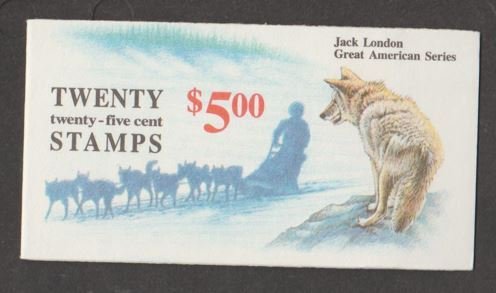 Jack London
Great American Series
TWENTY
twenty-five cent
STAMPS
$5.00